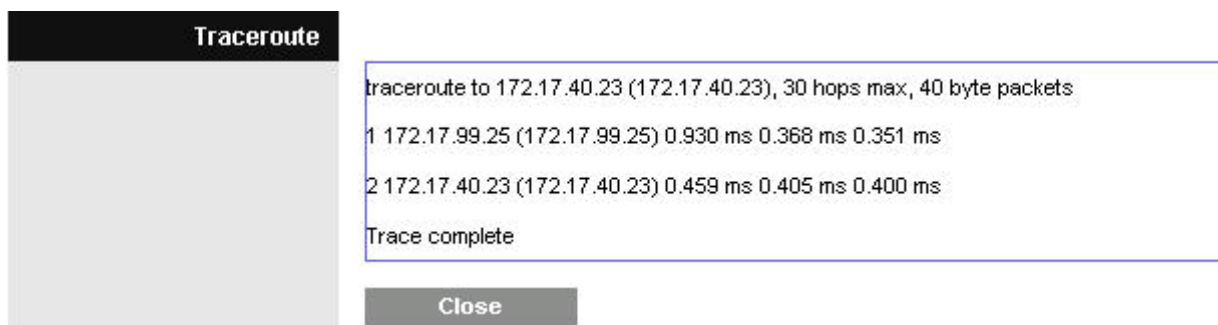 Traceroute
traceroute to 172.17.40.23 (172.17.40.23), 30 hops max, 40 byte packets
1 172.17.99.25 (172.17.99.25) 0.930 ms 0.368 ms 0.351 ms
2 172.17.40.23 (172.17.40.23) 0.459 ms 0.405 ms 0.400 ms
Trace complete
Close